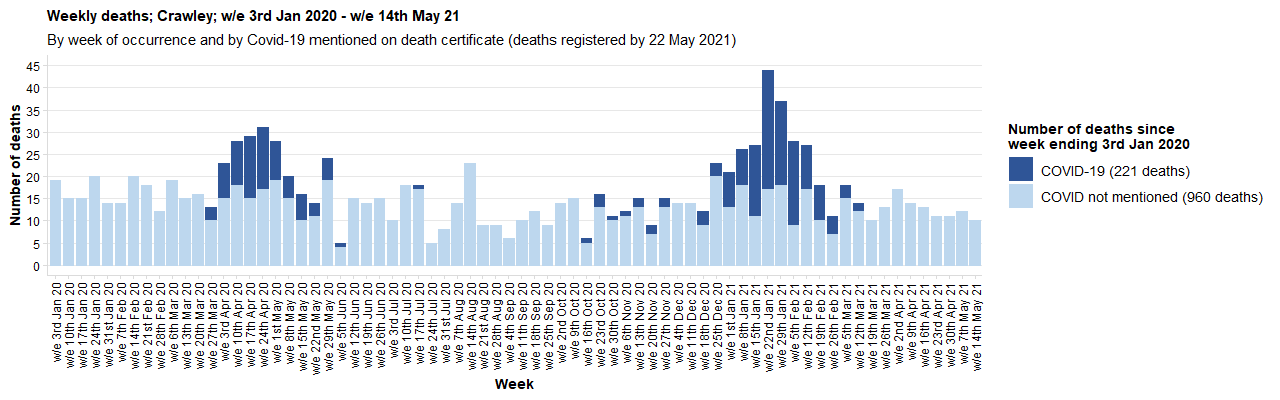 Weekly deaths; Crawley; w/e 3rd Jan 2020 - w/e 14th May 21
By week of occurrence and by Covid-19 mentioned on death certificate (deaths registered by 22 May 2021)
Number of deaths
45
40
35
30
25
20
15
10
5
0
w/e 3rd Jan 20
w/e 10th Jan 20
w/e 17th Jan 20
w/e 24th Jan 20
w/e 31st Jan 20
w/e 7th Feb 20
w/e 14th Feb 20
w/e 21st Feb 20
w/e 28th Feb 20
w/e 6th Mar 20
w/e 13th Mar 20
w/e 20th Mar 20
w/e 27th Mar 20
w/e 3rd Apr 20
w/e 10th Apr 20
w/e 17th Apr 20
w/e 24th Apr 20
w/e 1st May 20
w/e 8th May 20
w/e 15th May 20
w/e 22nd May 20
w/e 29th May 20
w/e 5th Jun 20
w/e 12th Jun 20
w/e 19th Jun 20
w/e 26th Jun 20
w/e 3rd Jul 20
w/e 10th Jul 20
w/e 17th Jul 20
w/e 24th Jul 20
w/e 31st Jul 20
w/e 7th Aug 20
w/e 14th Aug 20
w/e 21st Aug 20
w/e 28th Aug 20
w/e 4th Sep 20
w/e 11th Sep 20
w/e 18th Sep 20
w/e 25th Sep 20
w/e 2nd Oct 20
w/e 9th Oct 20
w/e 16th Oct 20
w/e 23rd Oct 20
w/e 30th Oct 20
w/e 6th Nov 20
w/e 13th Nov 20
w/e 20th Nov 20
w/e 27th Nov 20
w/e 4th Dec 20
w/e 11th Dec 20
w/e 18th Dec 20
w/e 25th Dec 20
w/e 1st Jan 21
w/e 8th Jan 21
w/e 15th Jan 21
w/e 22nd Jan 21
w/e 29th Jan 21
w/e 5th Feb 21
w/e 12th Feb 21
w/e 19th Feb 21
w/e 26th Feb 21
w/e 5th Mar 21
w/e 12th Mar 21
w/e 19th Mar 21
w/e 26th Mar 21
w/e 2nd Apr 21
w/e 9th Apr 21
w/e 16th Apr 21
w/e 23rd Apr 21
w/e 30th Apr 21
w/e 7th May 21
w/e 14th May 21
Week
Number of deaths since
week ending 3rd Jan 2020
COVID-19 (221 deaths)
COVID not mentioned (960 deaths)